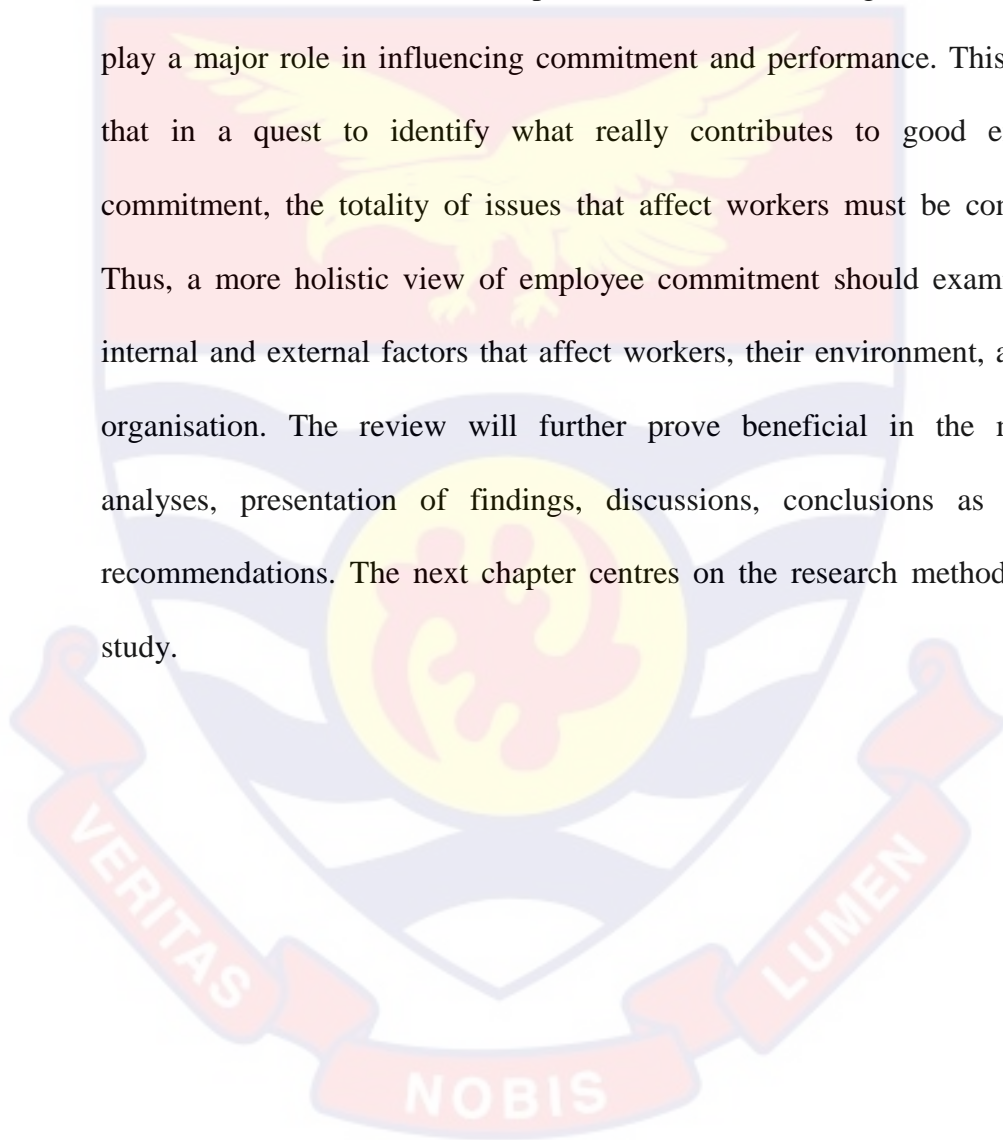 play a major role in influencing commitment and performance. This
that in a quest to identify what really contributes to good e
commitment, the totality of issues that affect workers must be cor
Thus, a more holistic view of employee commitment should exami
internal and external factors that affect workers, their environment, a
organisation. The review will further prove beneficial in the r
analyses, presentation of findings, discussions, conclusions as
recommendations. The next chapter centres on the research method
study.
VERITAS
NOBIS
LUMEN